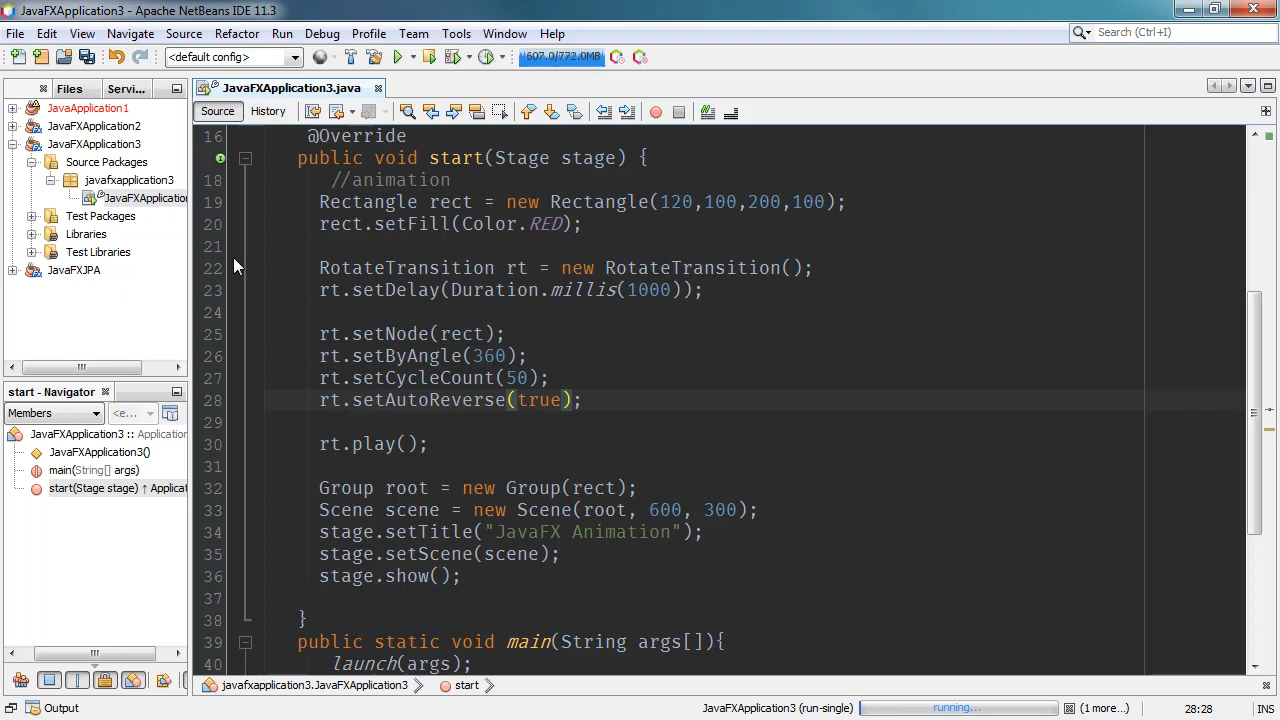 JavaFXApplication3 - Apache NetBeans IDE 11.3
File Edit View Navigate Source Refactor Run Debug Profile Team Tools Window Help
Search (Ctrl+I)
<default config>
607.0/772.0MB
Files Servi...
JavaFXApplication3.java
Source History
JavaApplication1
JavaFXApplication2
JavaFXApplication3
Source Packages
javafxapplication3
JavaFXApplication
Test Packages
Libraries
Test Libraries
JavaFXJPA
start - Navigator
Members <e...
JavaFXApplication3 :: Application
JavaFXApplication3()
main(String[] args)
start(Stage stage) ↑ Applicat
16 @Override
public void start(Stage stage) {
18 //animation
19 Rectangle rect = new Rectangle(120,100,200,100);
20 rect.setFill(Color.RED);
21
22 RotateTransition rt = new RotateTransition();
23 rt.setDelay(Duration.millis(1000));
24
25 rt.setNode(rect);
26 rt.setByAngle(360);
27 rt.setCycleCount(50);
28 rt.setAutoReverse(true);
29
30 rt.play();
31
32 Group root = new Group(rect);
33 Scene scene = new Scene(root, 600, 300);
34 stage.setTitle("JavaFX Animation");
35 stage.setScene(scene);
36 stage.show();
37
38 }
39 public static void main(String args[]){
40 launch(args);
javafxapplication3.JavaFXApplication3 start
Output
JavaFXApplication3 (run-single) running... (1 more...) 28:28 INS